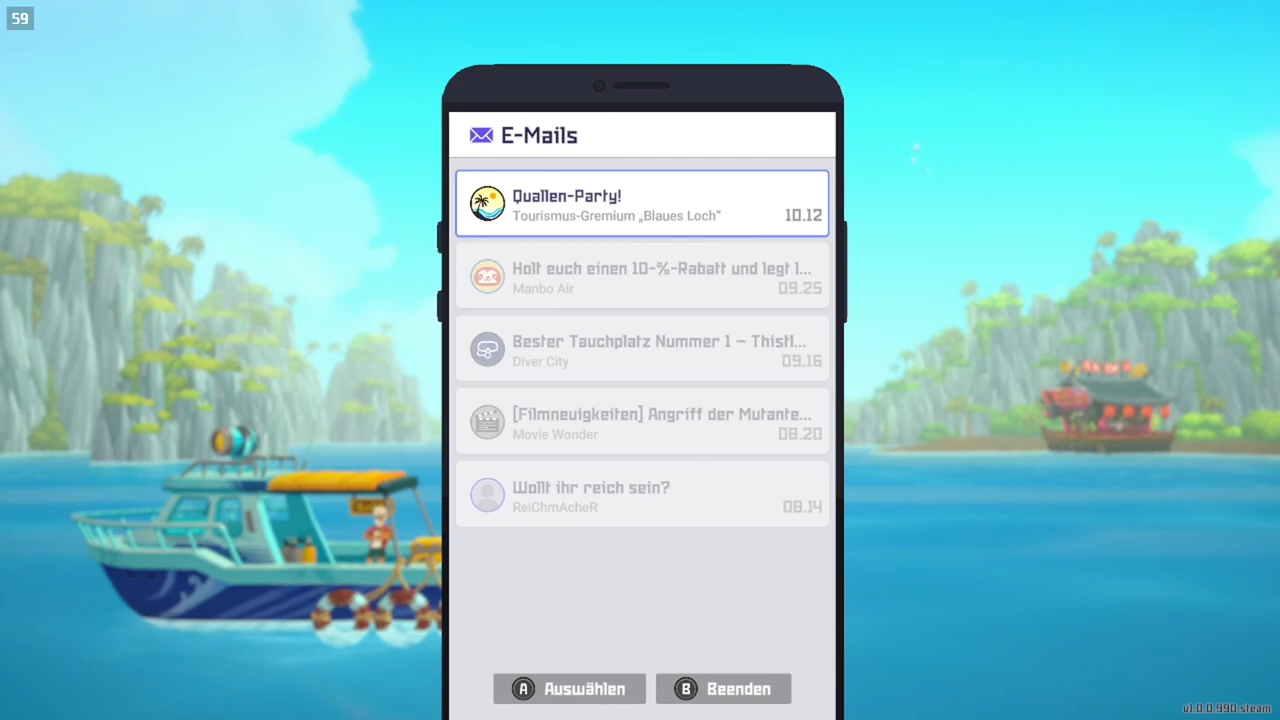 59
E-Mails
Quallen-Party!
Tourismus-Gremium „Blaues Loch“
10.12
Holt euch einen 10-%-Rabatt und legt l...
Manbo Air
09.25
Bester Tauchplatz Nummer 1 – Thistl...
Diver City
09.16
[Filmneuigkeiten] Angriff der Mutante...
Movie Wonder
08.20
Wollt ihr reich sein?
ReiChmAcheR
08.14
A Auswählen
B Beenden
v1.0.0.990.steam